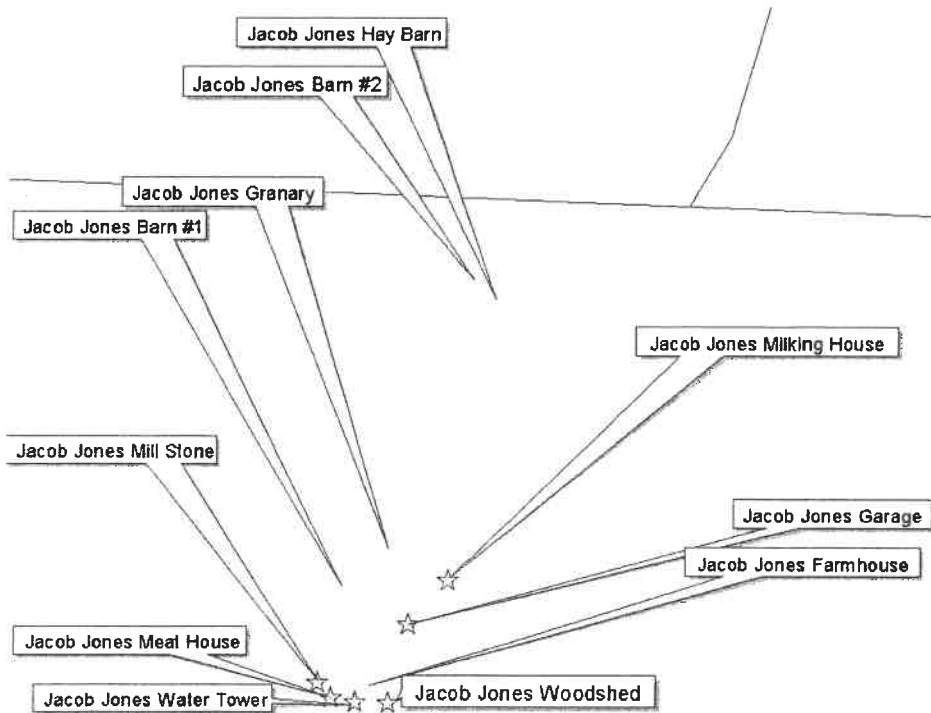 Jacob Jones Hay Barn
Jacob Jones Barn #2
Jacob Jones Granary
Jacob Jones Barn #1
Jacob Jones Milking House
Jacob Jones Mill Stone
Jacob Jones Garage
Jacob Jones Farmhouse
Jacob Jones Meat House
Jacob Jones Water Tower
Jacob Jones Woodshed